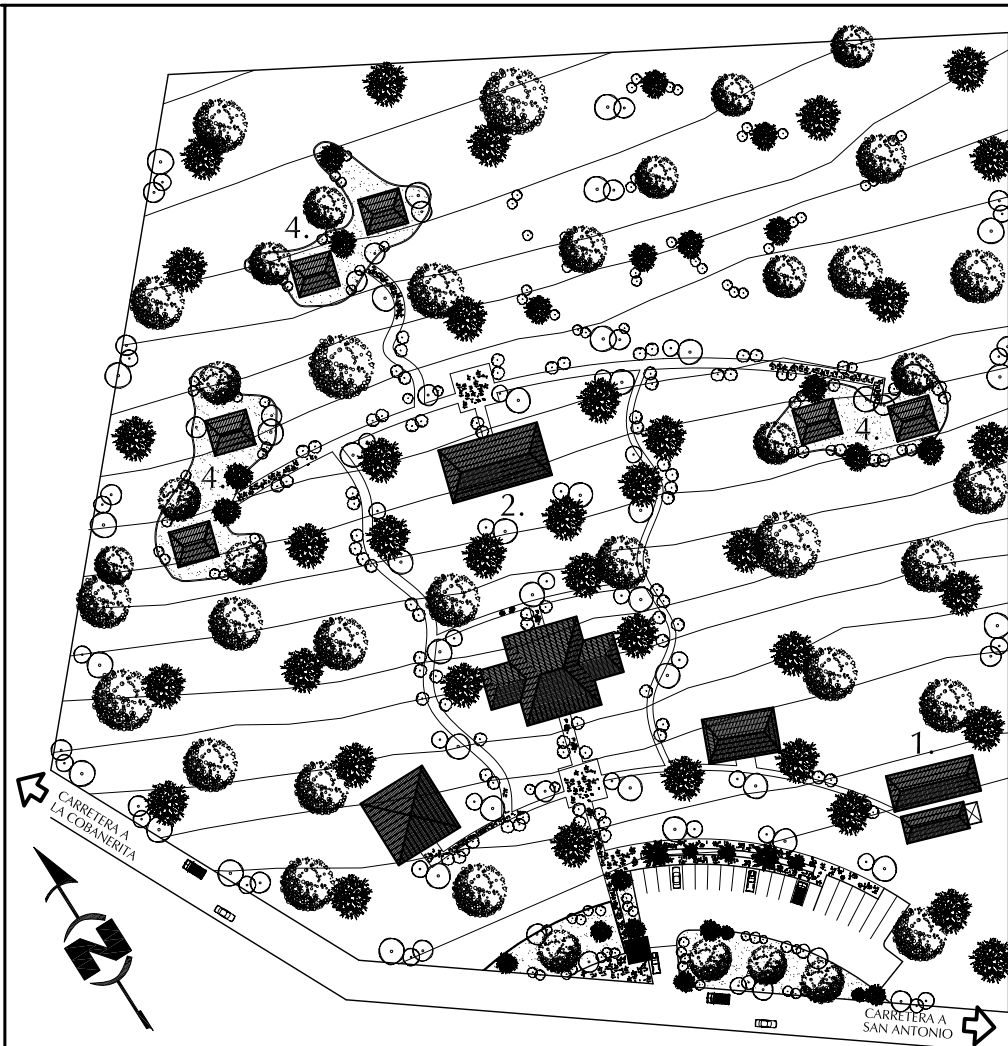 4.
4.
4.
2.
1.
CARRETERA A
LA COBANERITA
N
CARRETERA A
SAN ANTONIO